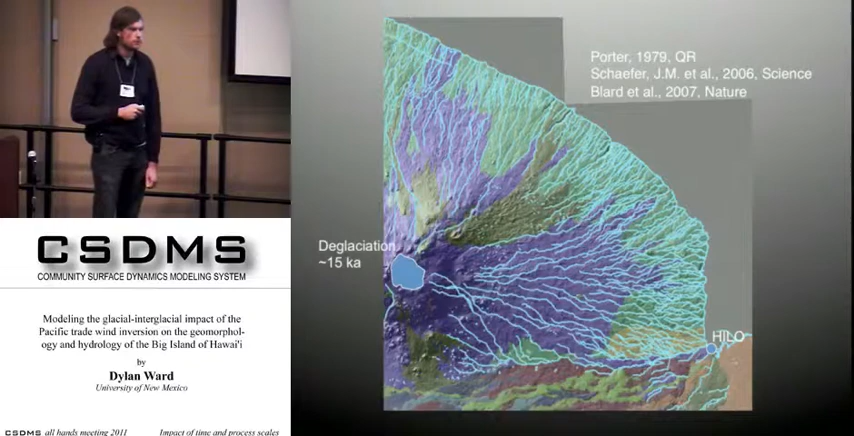 Porter, 1979, QR
Schaefer, J.M. et al., 2006, Science
Blard et al., 2007, Nature
Deglaciation
~15 ka
HILO
CSDMS
COMMUNITY SURFACE DYNAMICS MODELING SYSTEM
Modeling the glacial-interglacial impact of the
Pacific trade wind inversion on the geomorphol-
ogy and hydrology of the Big Island of Hawai'i
by
Dylan Ward
University of New Mexico
CSDMS all hands meeting 2011 Impact of time and process scales